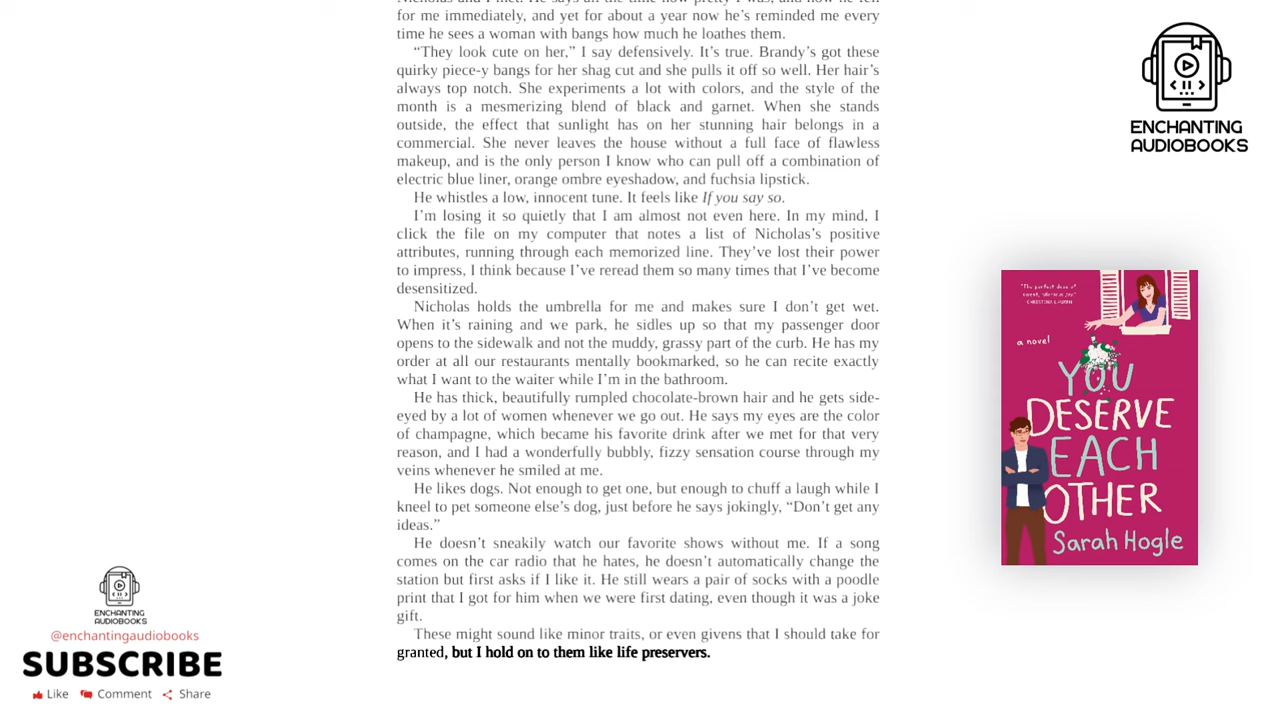 Nicholas and I met. He says all the time how pretty I was, and how he fell
for me immediately, and yet for about a year now he’s reminded me every
time he sees a woman with bangs how much he loathes them.
“They look cute on her,” I say defensively. It’s true. Brandy’s got these
quirky piece-y bangs for her shag cut and she pulls it off so well. Her hair’s
always top notch. She experiments a lot with colors, and the style of the
month is a mesmerizing blend of black and garnet. When she stands
outside, the effect that sunlight has on her stunning hair belongs in a
commercial. She never leaves the house without a full face of flawless
makeup, and is the only person I know who can pull off a combination of
electric blue liner, orange ombre eyeshadow, and fuchsia lipstick.
He whistles a low, innocent tune. It feels like If you say so.
I’m losing it so quietly that I am almost not even here. In my mind, I
click the file on my computer that notes a list of Nicholas’s positive
attributes, running through each memorized line. They’ve lost their power
to impress, I think because I’ve reread them so many times that I’ve become
desensitized.
Nicholas holds the umbrella for me and makes sure I don’t get wet.
When it’s raining and we park, he sidles up so that my passenger door
opens to the sidewalk and not the muddy, grassy part of the curb. He has my
order at all our restaurants mentally bookmarked, so he can recite exactly
what I want to the waiter while I’m in the bathroom.
He has thick, beautifully rumpled chocolate-brown hair and he gets side-
eyed by a lot of women whenever we go out. He says my eyes are the color
of champagne, which became his favorite drink after we met for that very
reason, and I had a wonderfully bubbly, fizzy sensation course through my
veins whenever he smiled at me.
He likes dogs. Not enough to get one, but enough to chuff a laugh while I
kneel to pet someone else’s dog, just before he says jokingly, “Don’t get any
ideas.”
He doesn’t sneakily watch our favorite shows without me. If a song
comes on the car radio that he hates, he doesn’t automatically change the
station but first asks if I like it. He still wears a pair of socks with a poodle
print that I got for him when we were first dating, even though it was a joke
gift.
These might sound like minor traits, or even givens that I should take for
granted, but I hold on to them like life preservers.
ENCHANTING
AUDIOBOOKS
"The perfect dose of
CHRISTINA LAUREN
a novel
YOU
DESERVE
EACH
OTHER
Sarah Hogle
ENCHANTING
AUDIOBOOKS
@enchantingaudiobooks
SUBSCRIBE
Like Comment Share